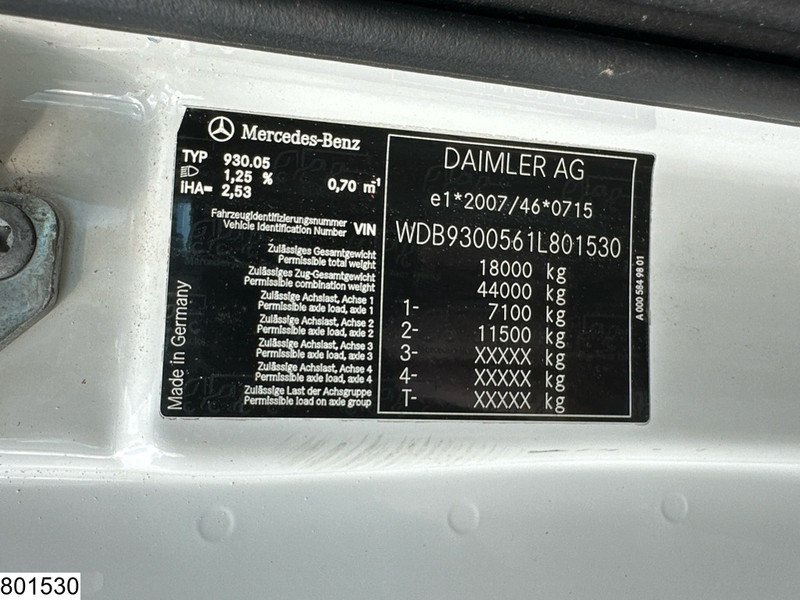 Mercedes-Benz
TYP 930.05
1,25 % 0,70 m-1
IHA= 2,53
Fahrzeugidentifizierungsnummer
Vehicle Identification Number VIN
Zulässiges Gesamtgewicht
Permissible total weight
Zulässiges Zug-Gesamtgewicht
Permissible combination weight
Zulässige Achslast, Achse 1
Permissible axle load, axle 1
Zulässige Achslast, Achse 2
Permissible axle load, axle 2
Zulässige Achslast, Achse 3
Permissible axle load, axle 3
Zulässige Achslast, Achse 4
Permissible axle load, axle 4
Zulässige Last der Achsgruppe
Permissible load on axle group
Made in Germany
DAIMLER AG
e1*2007/46*0715
WDB9300561L801530
18000 kg
44000 kg
1- 7100 kg
2- 11500 kg
3- XXXXX kg
4- XXXXX kg
T- XXXXX kg
A 000 584 98 01
801530